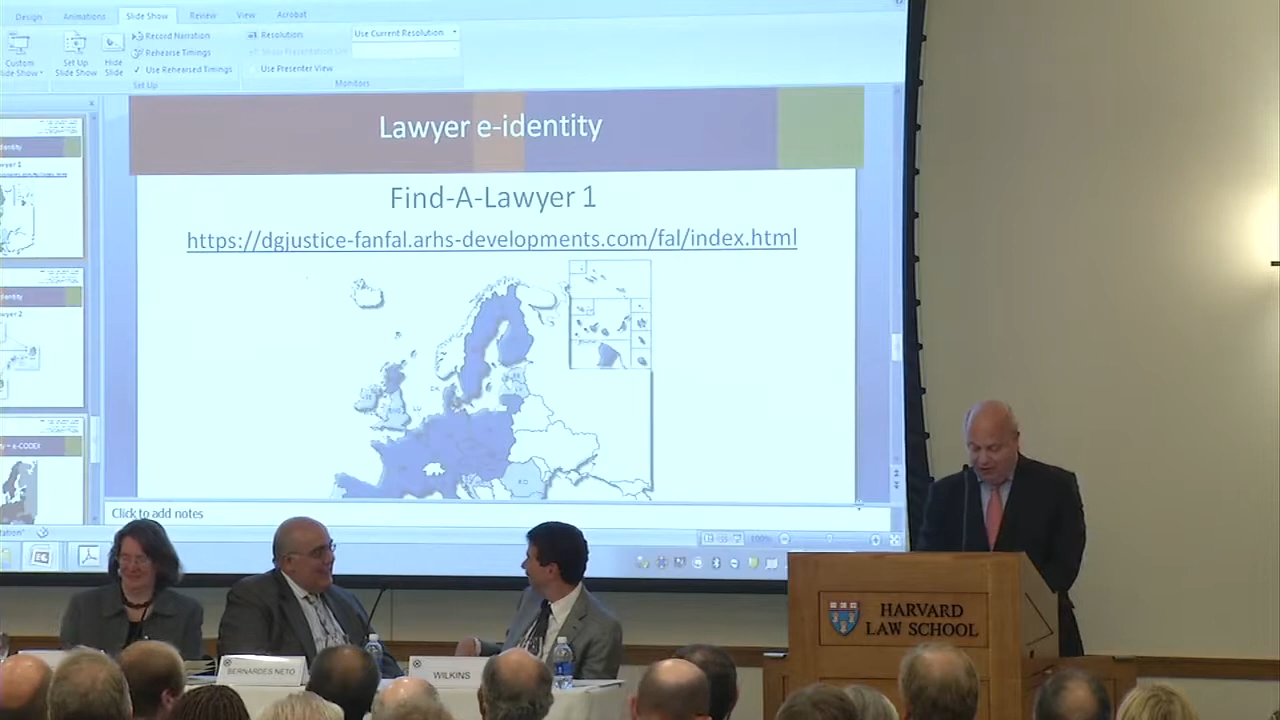 Design Animations Slide Show Review View Acrobat
Record Narration
Rehearse Timings
Use Rehearsed Timings
Custom
Slide Show
Set Up
Slide Show
Hide
Slide
Set Up
Resolution:
Use Current Resolution
Use Presenter View
Monitors
Lawyer e-identity
Find-A-Lawyer 1
https://dgjustice-fanfal.arhs-developments.com/fal/index.html
Click to add notes
100%
BERNARDES NETO
WILKINS
HARVARD
LAW SCHOOL